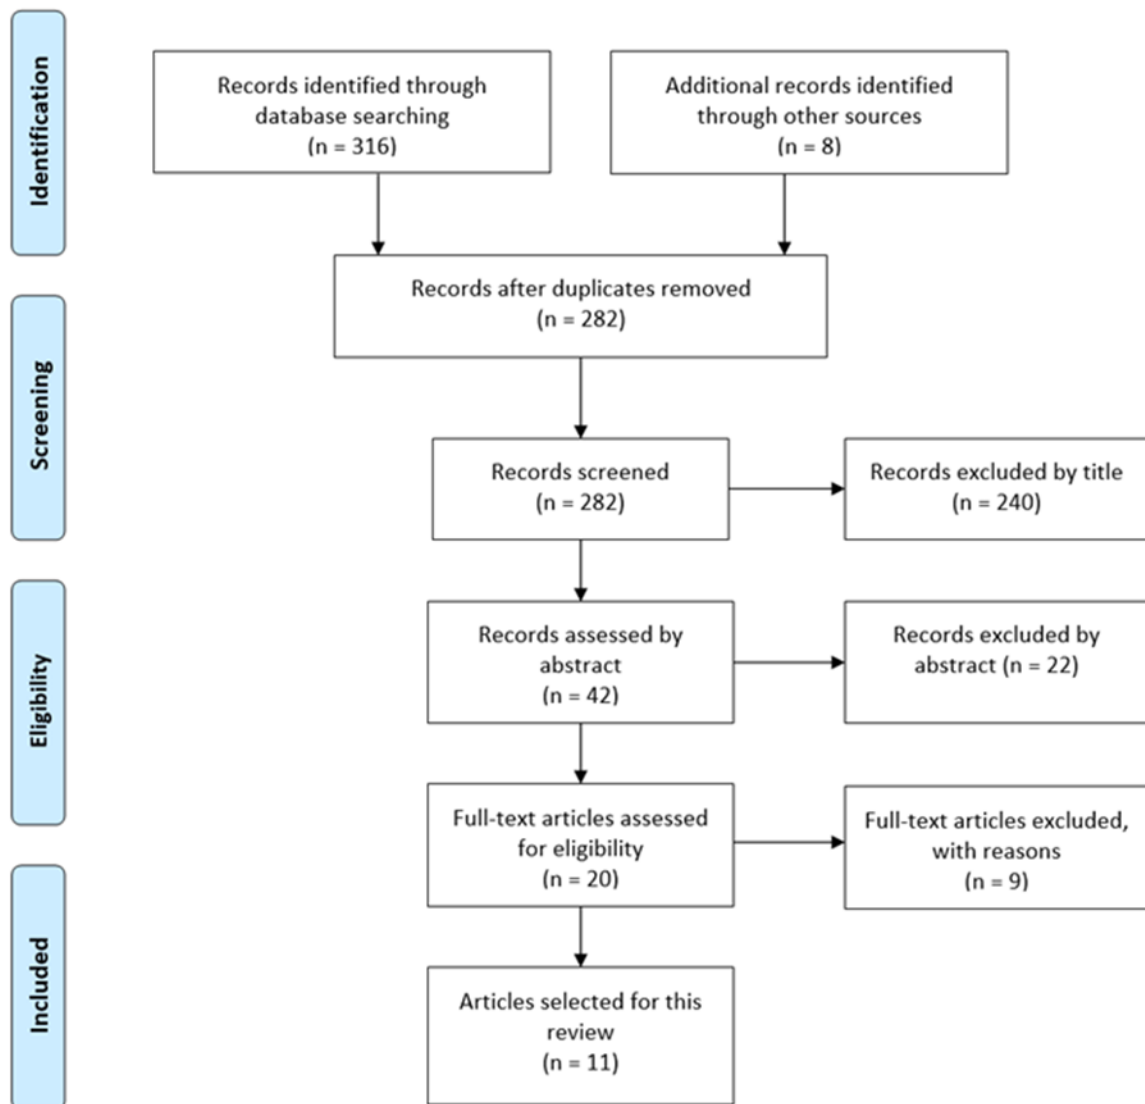 Identification
Records identified through
database searching
(n = 316)
Additional records identified
through other sources
(n = 8)
Records after duplicates removed
(n = 282)
Screening
Records screened
(n = 282)
Records excluded by title
(n = 240)
Eligibility
Records assessed by
abstract
(n = 42)
Records excluded by
abstract (n = 22)
Full-text articles assessed
for eligibility
(n = 20)
Full-text articles excluded,
with reasons
(n = 9)
Included
Articles selected for this
review
(n = 11)